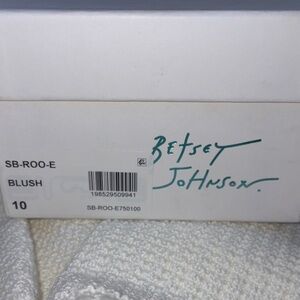 SB-ROO-E
BLUSH
10
198529509941
SB-ROO-E750100
BETSEY
JOHNSON.